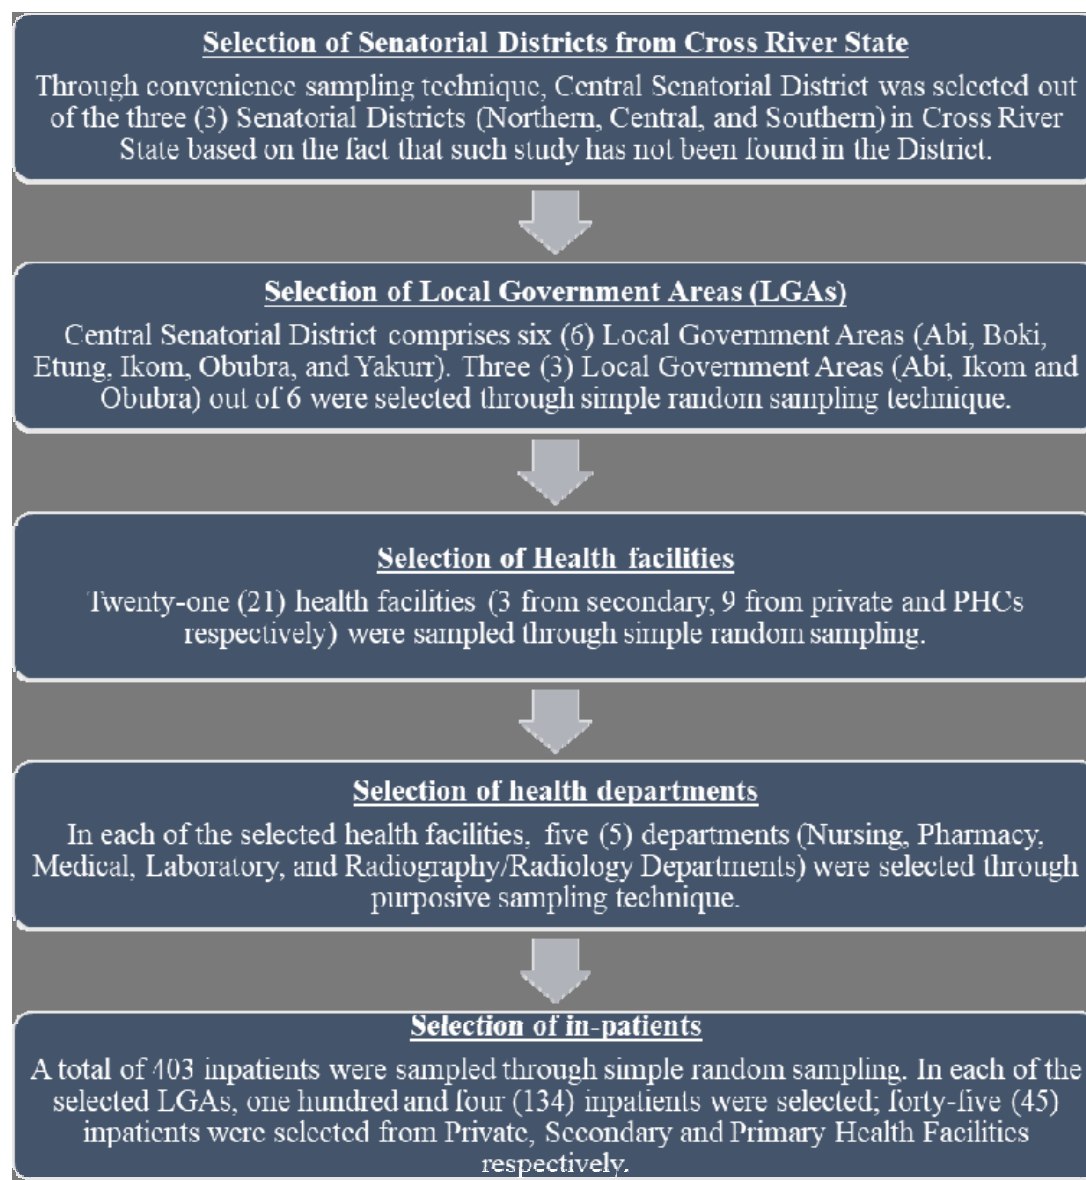 Selection of Senatorial Districts from Cross River State
Through convenience sampling technique, Central Senatorial District was selected out
of the three (3) Senatorial Districts (Northern, Central, and Southern) in Cross River
State based on the fact that such study has not been found in the District.
Selection of Local Government Areas (LGAs)
Central Senatorial District comprises six (6) Local Government Areas (Abi, Boki,
Etung, Ikom, Obubra, and Yakurr). Three (3) Local Government Areas (Abi, Ikom and
Obubra) out of 6 were selected through simple random sampling technique.
Selection of Health facilities
Twenty-one (21) health facilities (3 from secondary, 9 from private and PHCs
respectively) were sampled through simple random sampling.
Selection of health departments
In each of the selected health facilities, five (5) departments (Nursing, Pharmacy,
Medical, Laboratory, and Radiography/Radiology Departments) were selected through
purposive sampling technique.
Selection of in-patients
A total of 403 inpatients were sampled through simple random sampling. In each of the
selected LGAs, one hundred and four (134) inpatients were selected; forty-five (45)
inpatients were selected from Private, Secondary and Primary Health Facilities
respectively.